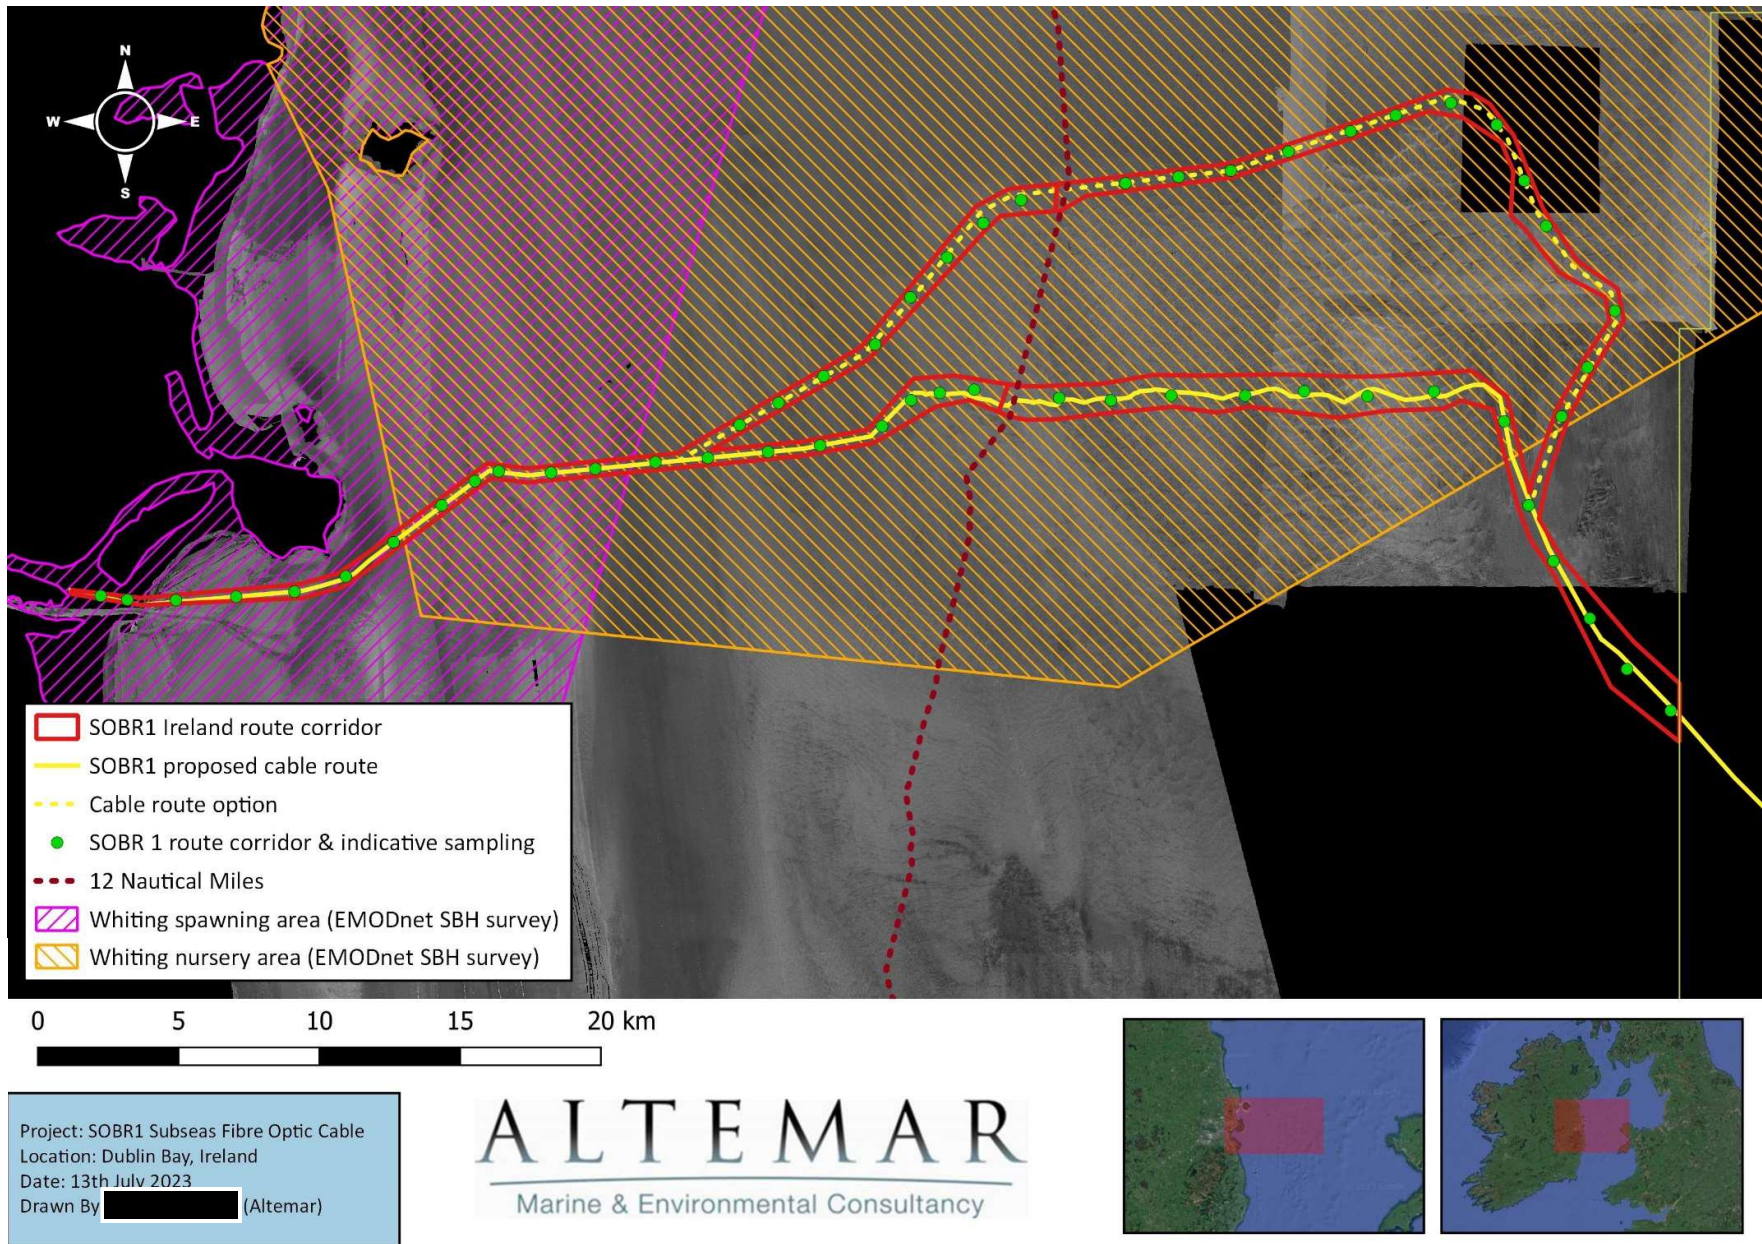 N
W E
S
SOBR1 Ireland route corridor
SOBR1 proposed cable route
Cable route option
SOBR 1 route corridor & indicative sampling
12 Nautical Miles
Whiting spawning area (EMODnet SBH survey)
Whiting nursery area (EMODnet SBH survey)
0 5 10 15 20 km
Project: SOBR1 Subseas Fibre Optic Cable
Location: Dublin Bay, Ireland
Date: 13th July 2023
Drawn By (Altemar)
ALTEMAR
Marine & Environmental Consultancy